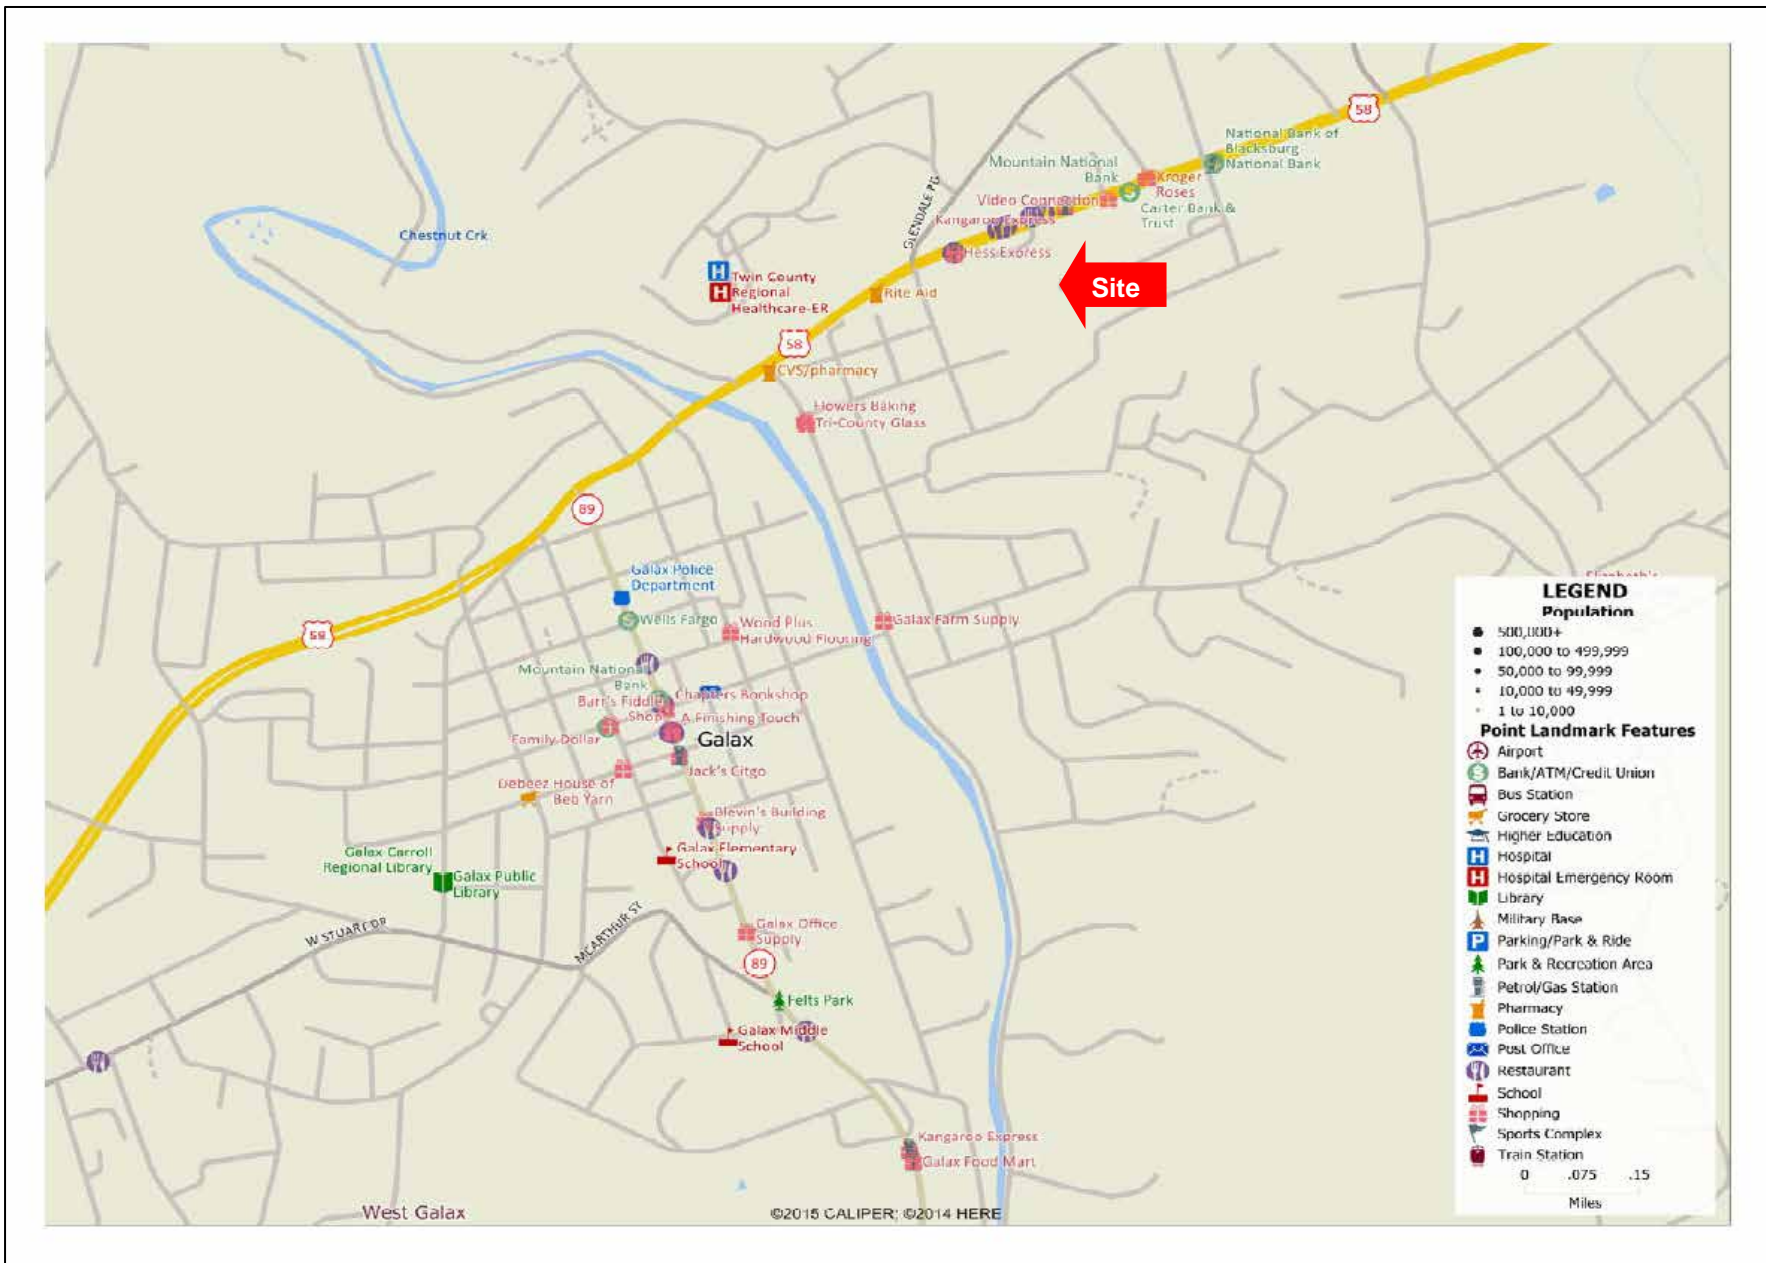 58
National Bank of
Blacksburg
National Bank
Mountain National
Bank
Kroger
Roses
Video Connection
Carter Bank &
Trust
GLENDALE RD
Kangaroo Express
Hess Express
Chestnut Crk
Site
Twin County
Regional
Healthcare-ER
Rite Aid
58
CVS/pharmacy
Flowers Baking
Tri-County Glass
89
Galax Police
Department
Wells Fargo
Wood Plus
Hardwood Flooring
Galax Farm Supply
58
Mountain National
Bank
Chapters Bookshop
Barr's Fiddle
Shop
A Finishing Touch
Family Dollar
Galax
Jack's Citgo
Debeez House of
Beb Yarn
Blevin's Building
Supply
Galax Elementary
School
Galax Carroll
Regional Library
Galax Public
Library
W STUART DR
MCARTHUR ST
Galax Office
Supply
89
Felts Park
Galax Middle
School
Kangaroo Express
Galax Food Mart
West Galax
©2015 CALIPER; ©2014 HERE
LEGEND
Population
500,000+
100,000 to 499,999
50,000 to 99,999
10,000 to 49,999
1 to 10,000
Point Landmark Features
Airport
Bank/ATM/Credit Union
Bus Station
Grocery Store
Higher Education
Hospital
Hospital Emergency Room
Library
Military Base
Parking/Park & Ride
Park & Recreation Area
Petrol/Gas Station
Pharmacy
Police Station
Post Office
Restaurant
School
Shopping
Sports Complex
Train Station
0 .075 .15
Miles